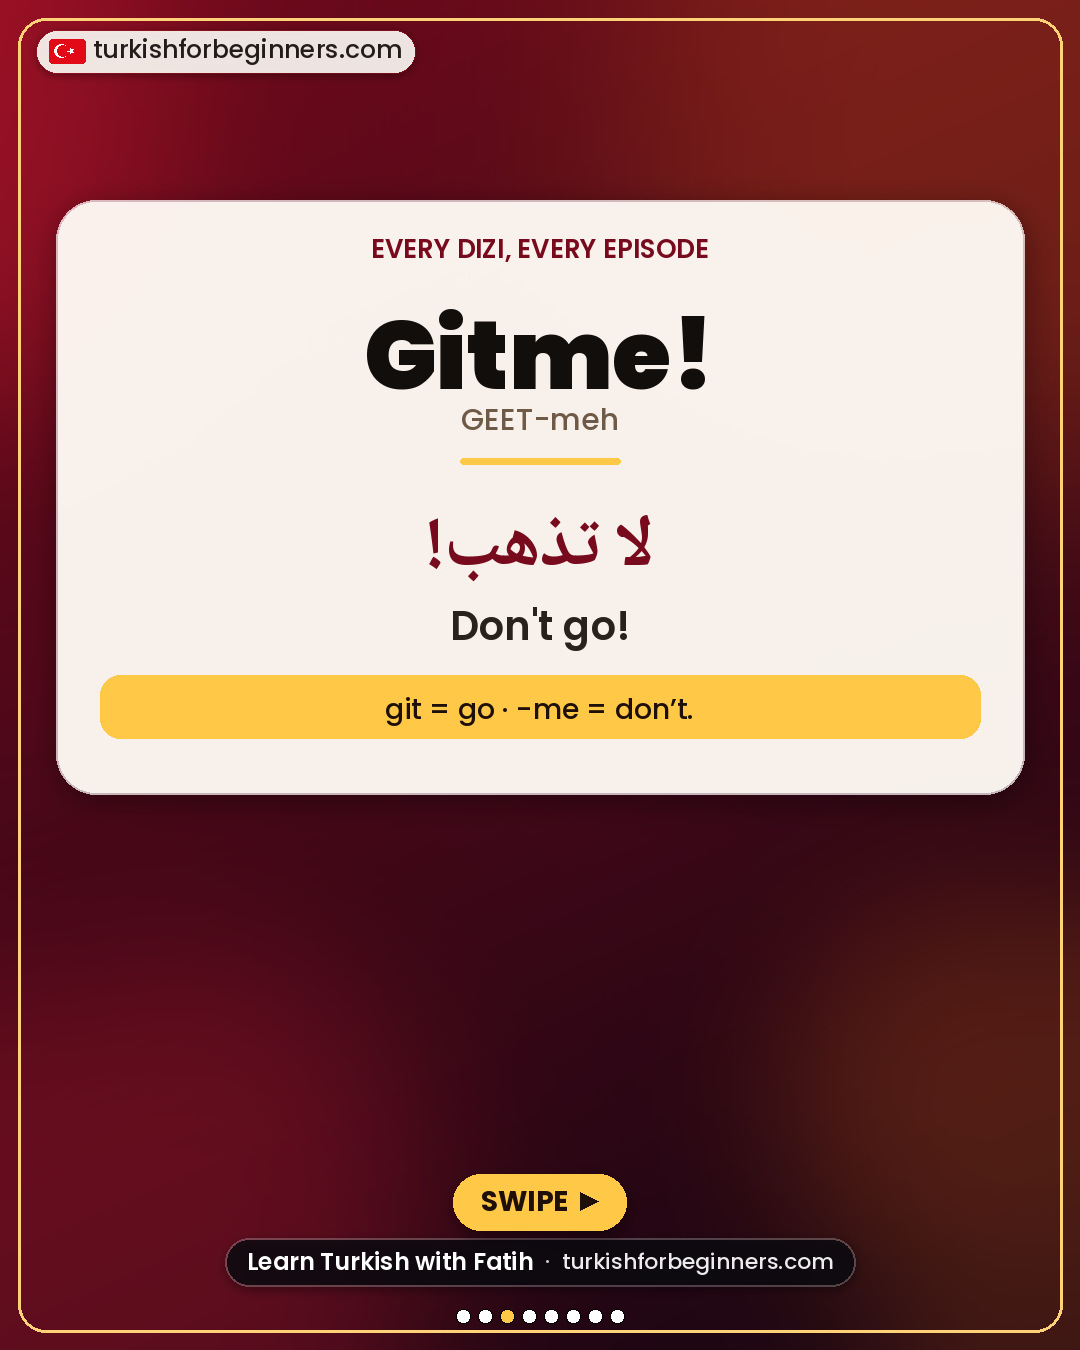 turkishforbeginners.com
EVERY DIZI, EVERY EPISODE
Gitme!
GEET-meh
لا تذهب!
Don't go!
git = go · -me = don’t.
SWIPE ▶
Learn Turkish with Fatih · turkishforbeginners.com